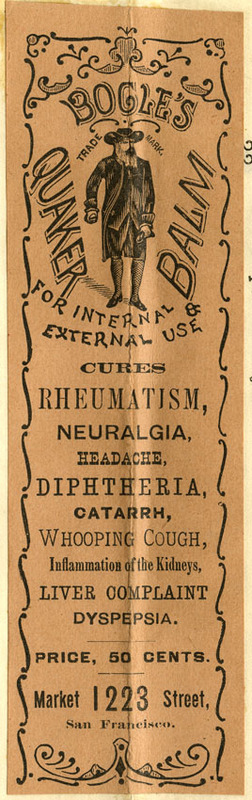 BOGLE'S
TRADE MARK.
QUAKER BALM
FOR INTERNAL &
EXTERNAL USE
CURES
RHEUMATISM,
NEURALGIA,
HEADACHE,
DIPHTHERIA,
CATARRH,
WHOOPING COUGH,
Inflammation of the Kidneys,
LIVER COMPLAINT
DYSPEPSIA.
PRICE, 50 CENTS.
Market 1223 Street,
San Francisco.